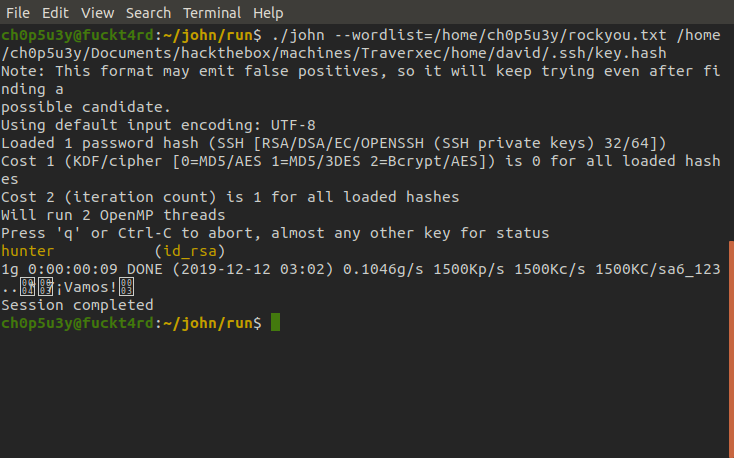 File Edit View Search Terminal Help
ch0p5u3y@fuckt4rd:~/john/run$ ./john --wordlist=/home/ch0p5u3y/rockyou.txt /home
/ch0p5u3y/Documents/hackthebox/machines/Traverxec/home/david/.ssh/key.hash
Note: This format may emit false positives, so it will keep trying even after fi
nding a
possible candidate.
Using default input encoding: UTF-8
Loaded 1 password hash (SSH [RSA/DSA/EC/OPENSSH (SSH private keys) 32/64])
Cost 1 (KDF/cipher [0=MD5/AES 1=MD5/3DES 2=Bcrypt/AES]) is 0 for all loaded hash
es
Cost 2 (iteration count) is 1 for all loaded hashes
Will run 2 OpenMP threads
Press 'q' or Ctrl-C to abort, almost any other key for status
hunter (id_rsa)
1g 0:00:00:09 DONE (2019-12-12 03:02) 0.1046g/s 1500Kp/s 1500Kc/s 1500KC/sa6_123
..¡Vamos!
Session completed
ch0p5u3y@fuckt4rd:~/john/run$